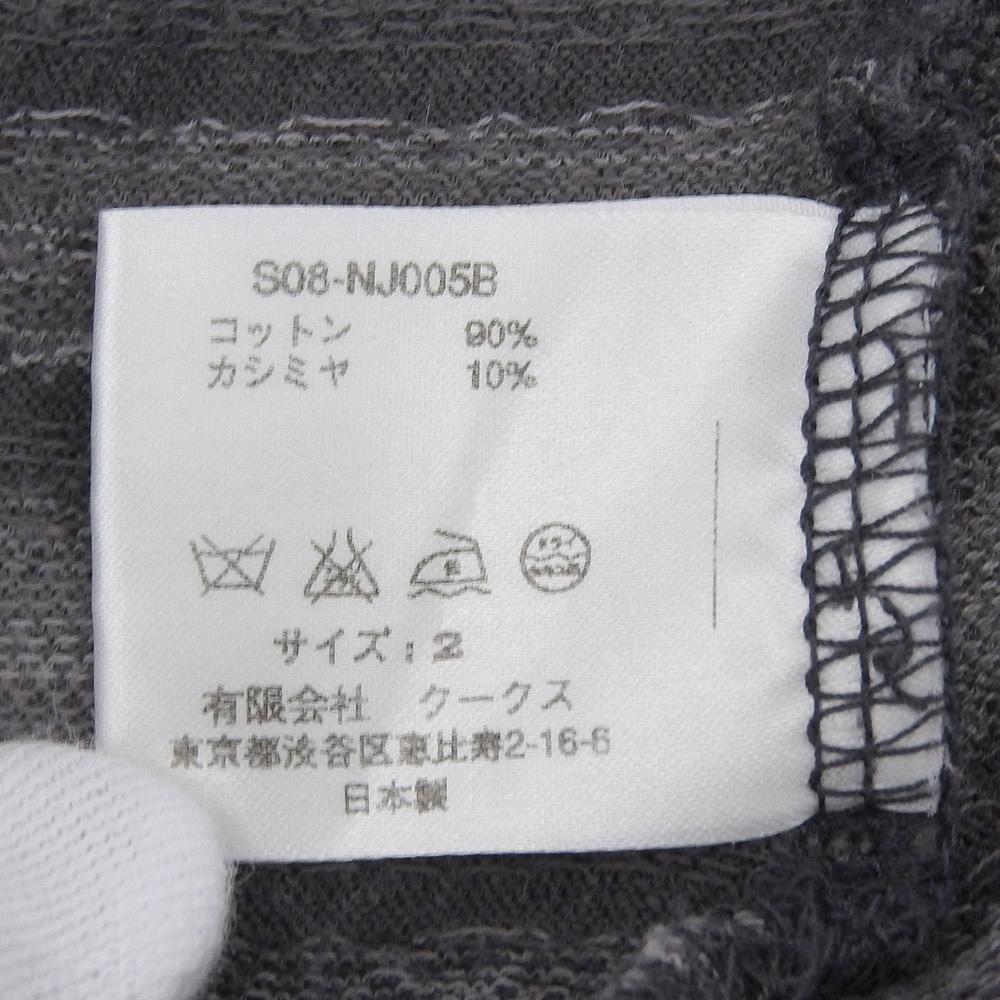 S08-NJ005B
コットン 90%
カシミヤ 10%
サイズ：2
有限会社 ケークス
東京都渋谷区恵比寿2-16-6
日本製